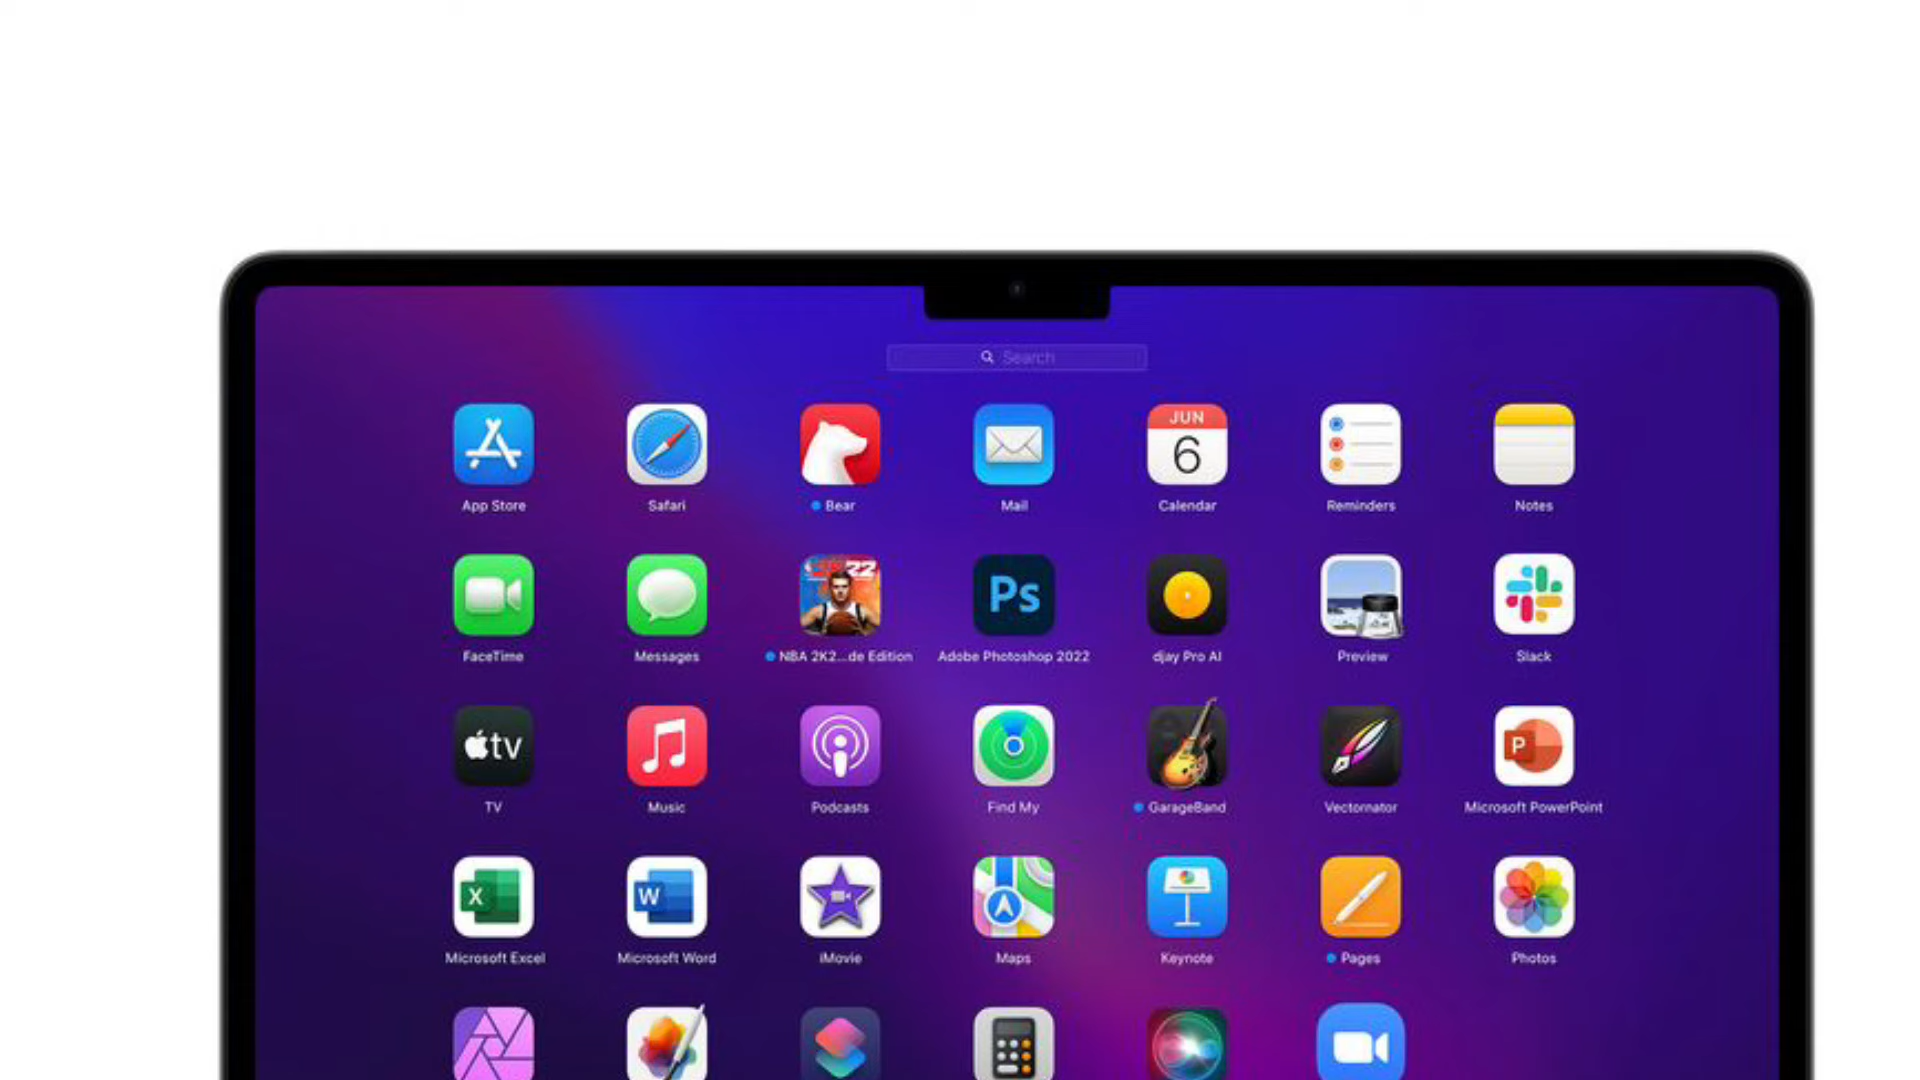 Search
JUN
6
App Store
Safari
Bear
Mail
Calendar
Reminders
Notes
2K22
Ps
FaceTime
Messages
NBA 2K2...de Edition
Adobe Photoshop 2022
djay Pro AI
Preview
Slack
tv
P
TV
Music
Podcasts
Find My
GarageBand
Vectornator
Microsoft PowerPoint
X
W
Microsoft Excel
Microsoft Word
iMovie
Maps
Keynote
Pages
Photos